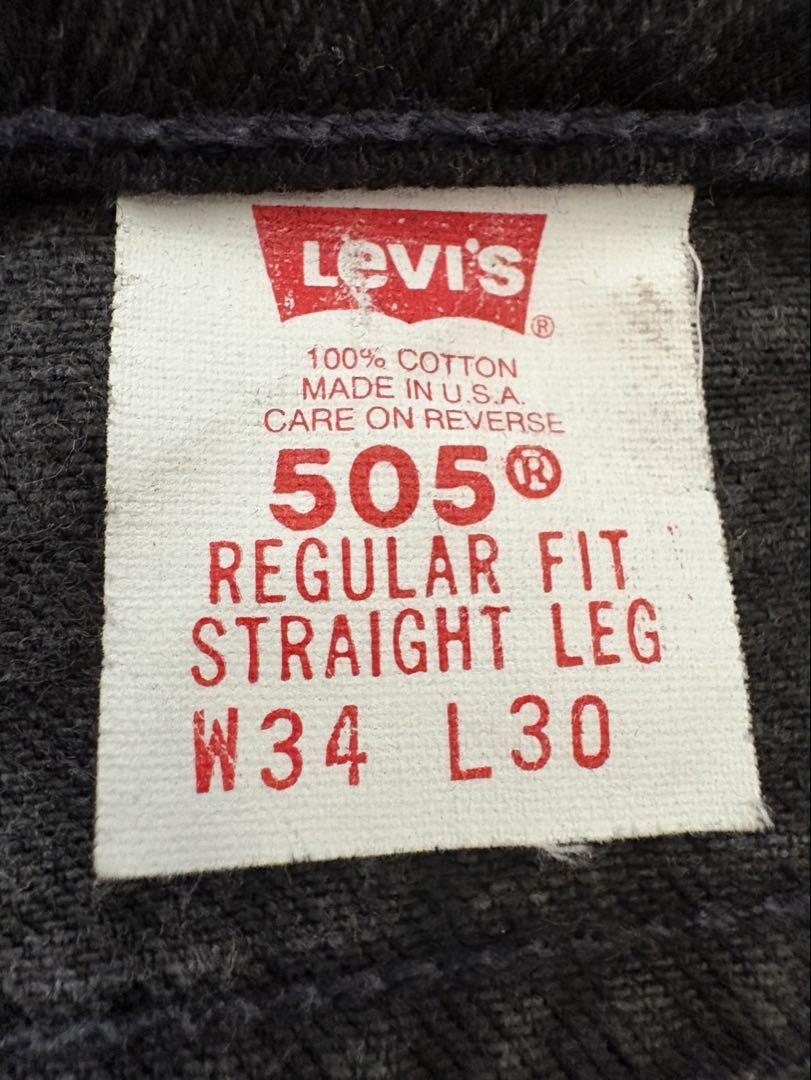 LEVI'S®
100% COTTON
MADE IN U.S.A.
CARE ON REVERSE
505®
REGULAR FIT
STRAIGHT LEG
W34 L30